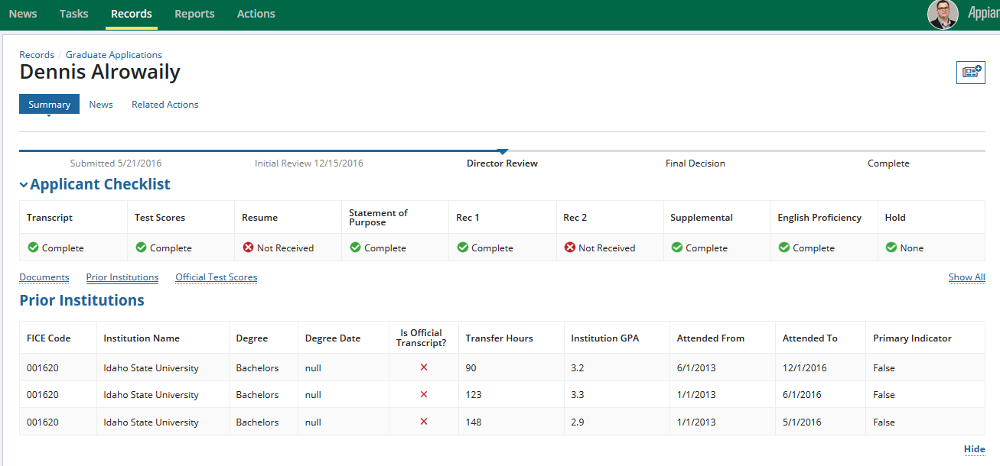 News Tasks Records Reports Actions Appian
Records / Graduate Applications
Dennis Alrowaily
Summary News Related Actions
Submitted 5/21/2016 Initial Review 12/15/2016 Director Review Final Decision Complete
Applicant Checklist
Transcript Test Scores Resume Statement of Purpose Rec 1 Rec 2 Supplemental English Proficiency Hold
Complete Complete Not Received Complete Complete Not Received Complete Complete None
Documents Prior Institutions Official Test Scores Show All
Prior Institutions
FICE Code Institution Name Degree Degree Date Is Official Transcript? Transfer Hours Institution GPA Attended From Attended To Primary Indicator
001620 Idaho State University Bachelors null 90 3.2 6/1/2013 12/1/2016 False
001620 Idaho State University Bachelors null 123 3.3 1/1/2013 6/1/2016 False
001620 Idaho State University Bachelors null 148 2.9 1/1/2013 5/1/2016 False
Hide